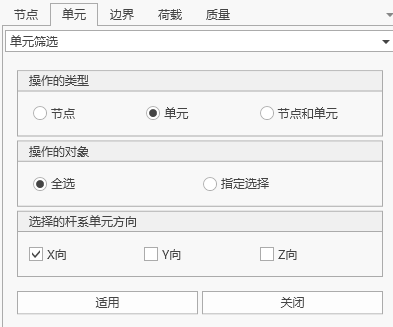 节点 单元 边界 荷载 质量
单元筛选
操作的类型
节点 单元 节点和单元
操作的对象
全选 指定选择
选择的杆系单元方向
X向 Y向 Z向
适用 关闭